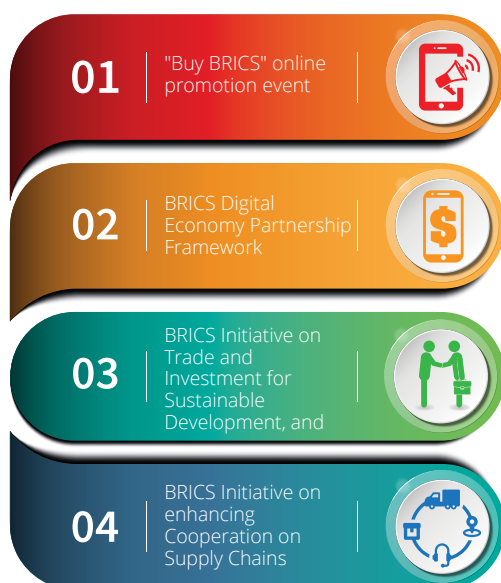 01
"Buy BRICS" online
promotion event
02
BRICS Digital
Economy Partnership
Framework
03
BRICS Initiative on
Trade and
Investment for
Sustainable
Development, and
04
BRICS Initiative on
enhancing
Cooperation on
Supply Chains